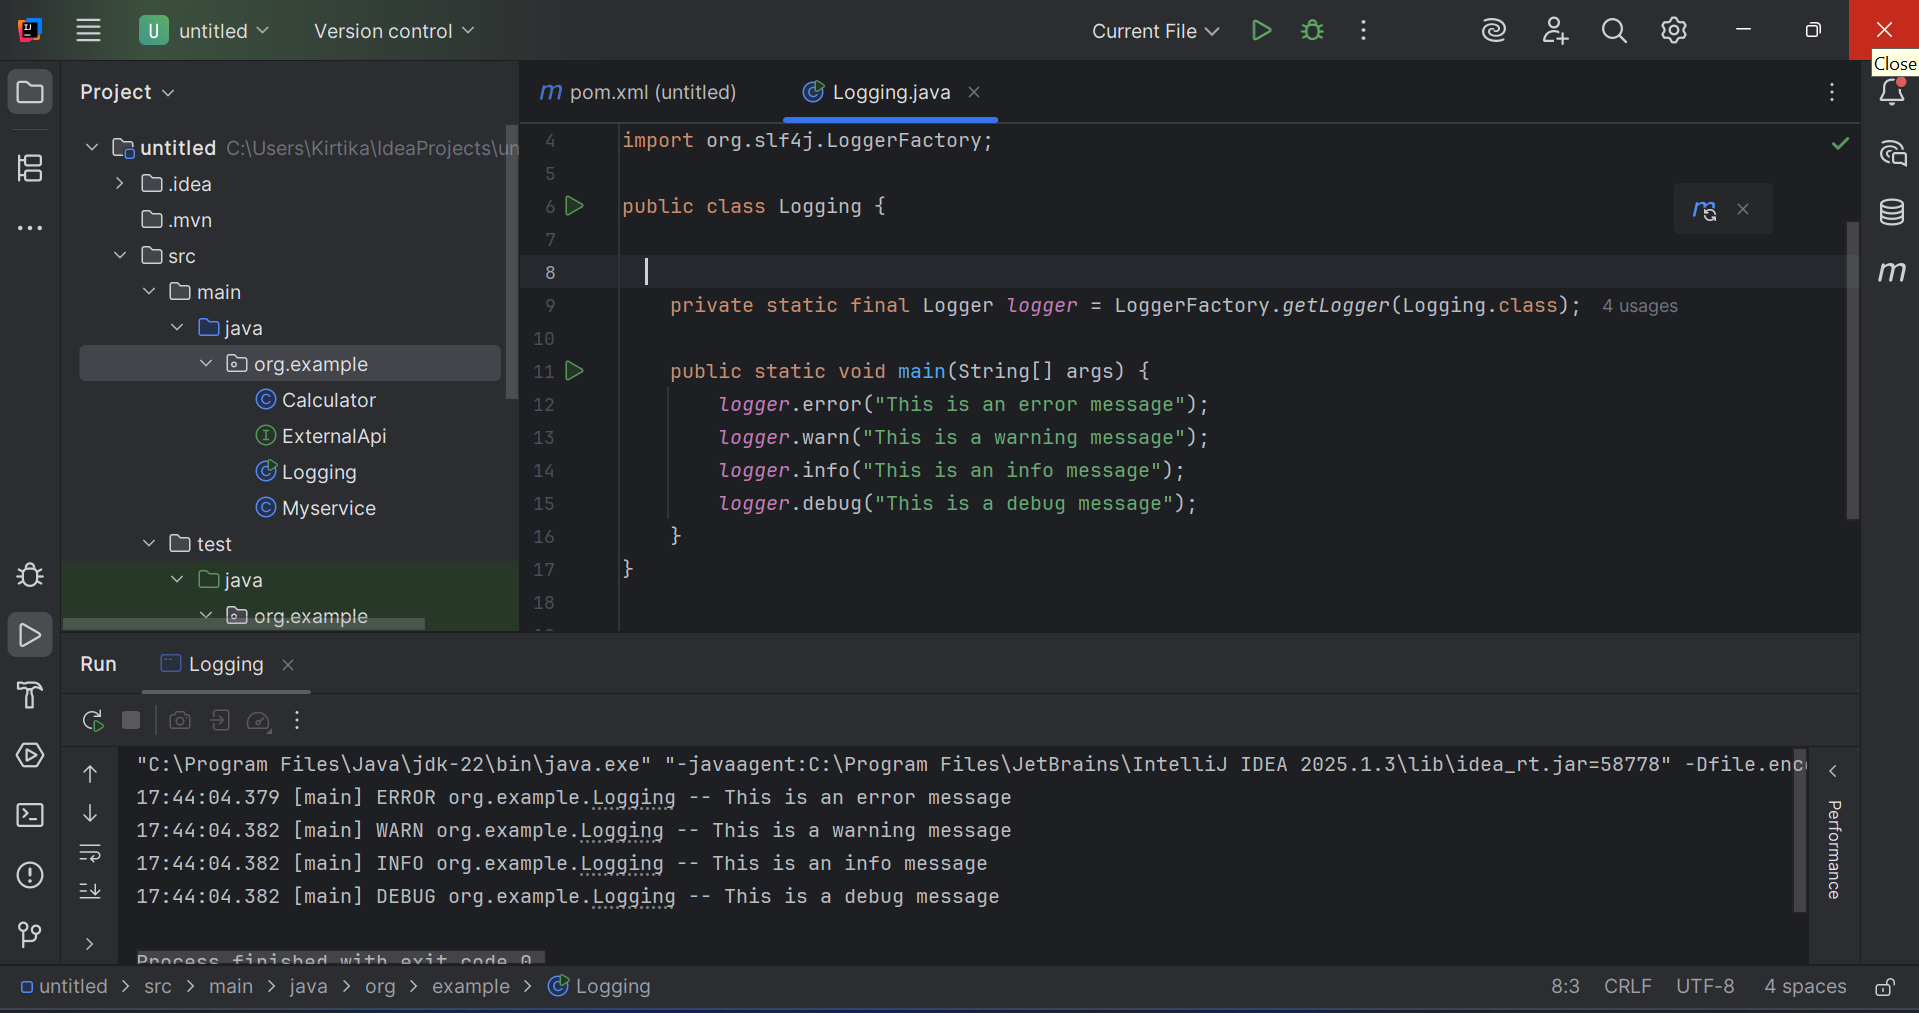 U untitled Version control Current File
Close
Project
pom.xml (untitled) Logging.java
untitled C:\Users\Kirtika\IdeaProjects\un
.idea
.mvn
src
main
java
org.example
Calculator
ExternalApi
Logging
Myservice
test
java
org.example
4 import org.slf4j.LoggerFactory;
5
6 public class Logging {
7
8
9 private static final Logger logger = LoggerFactory.getLogger(Logging.class); 4 usages
10
11 public static void main(String[] args) {
12 logger.error("This is an error message");
13 logger.warn("This is a warning message");
14 logger.info("This is an info message");
15 logger.debug("This is a debug message");
16 }
17 }
18
Run Logging
"C:\Program Files\Java\jdk-22\bin\java.exe" "-javaagent:C:\Program Files\JetBrains\IntelliJ IDEA 2025.1.3\lib\idea_rt.jar=58778" -Dfile.enc
17:44:04.379 [main] ERROR org.example.Logging -- This is an error message
17:44:04.382 [main] WARN org.example.Logging -- This is a warning message
17:44:04.382 [main] INFO org.example.Logging -- This is an info message
17:44:04.382 [main] DEBUG org.example.Logging -- This is a debug message
Process finished with exit code 0
Performance
untitled > src > main > java > org > example > Logging
8:3 CRLF UTF-8 4 spaces